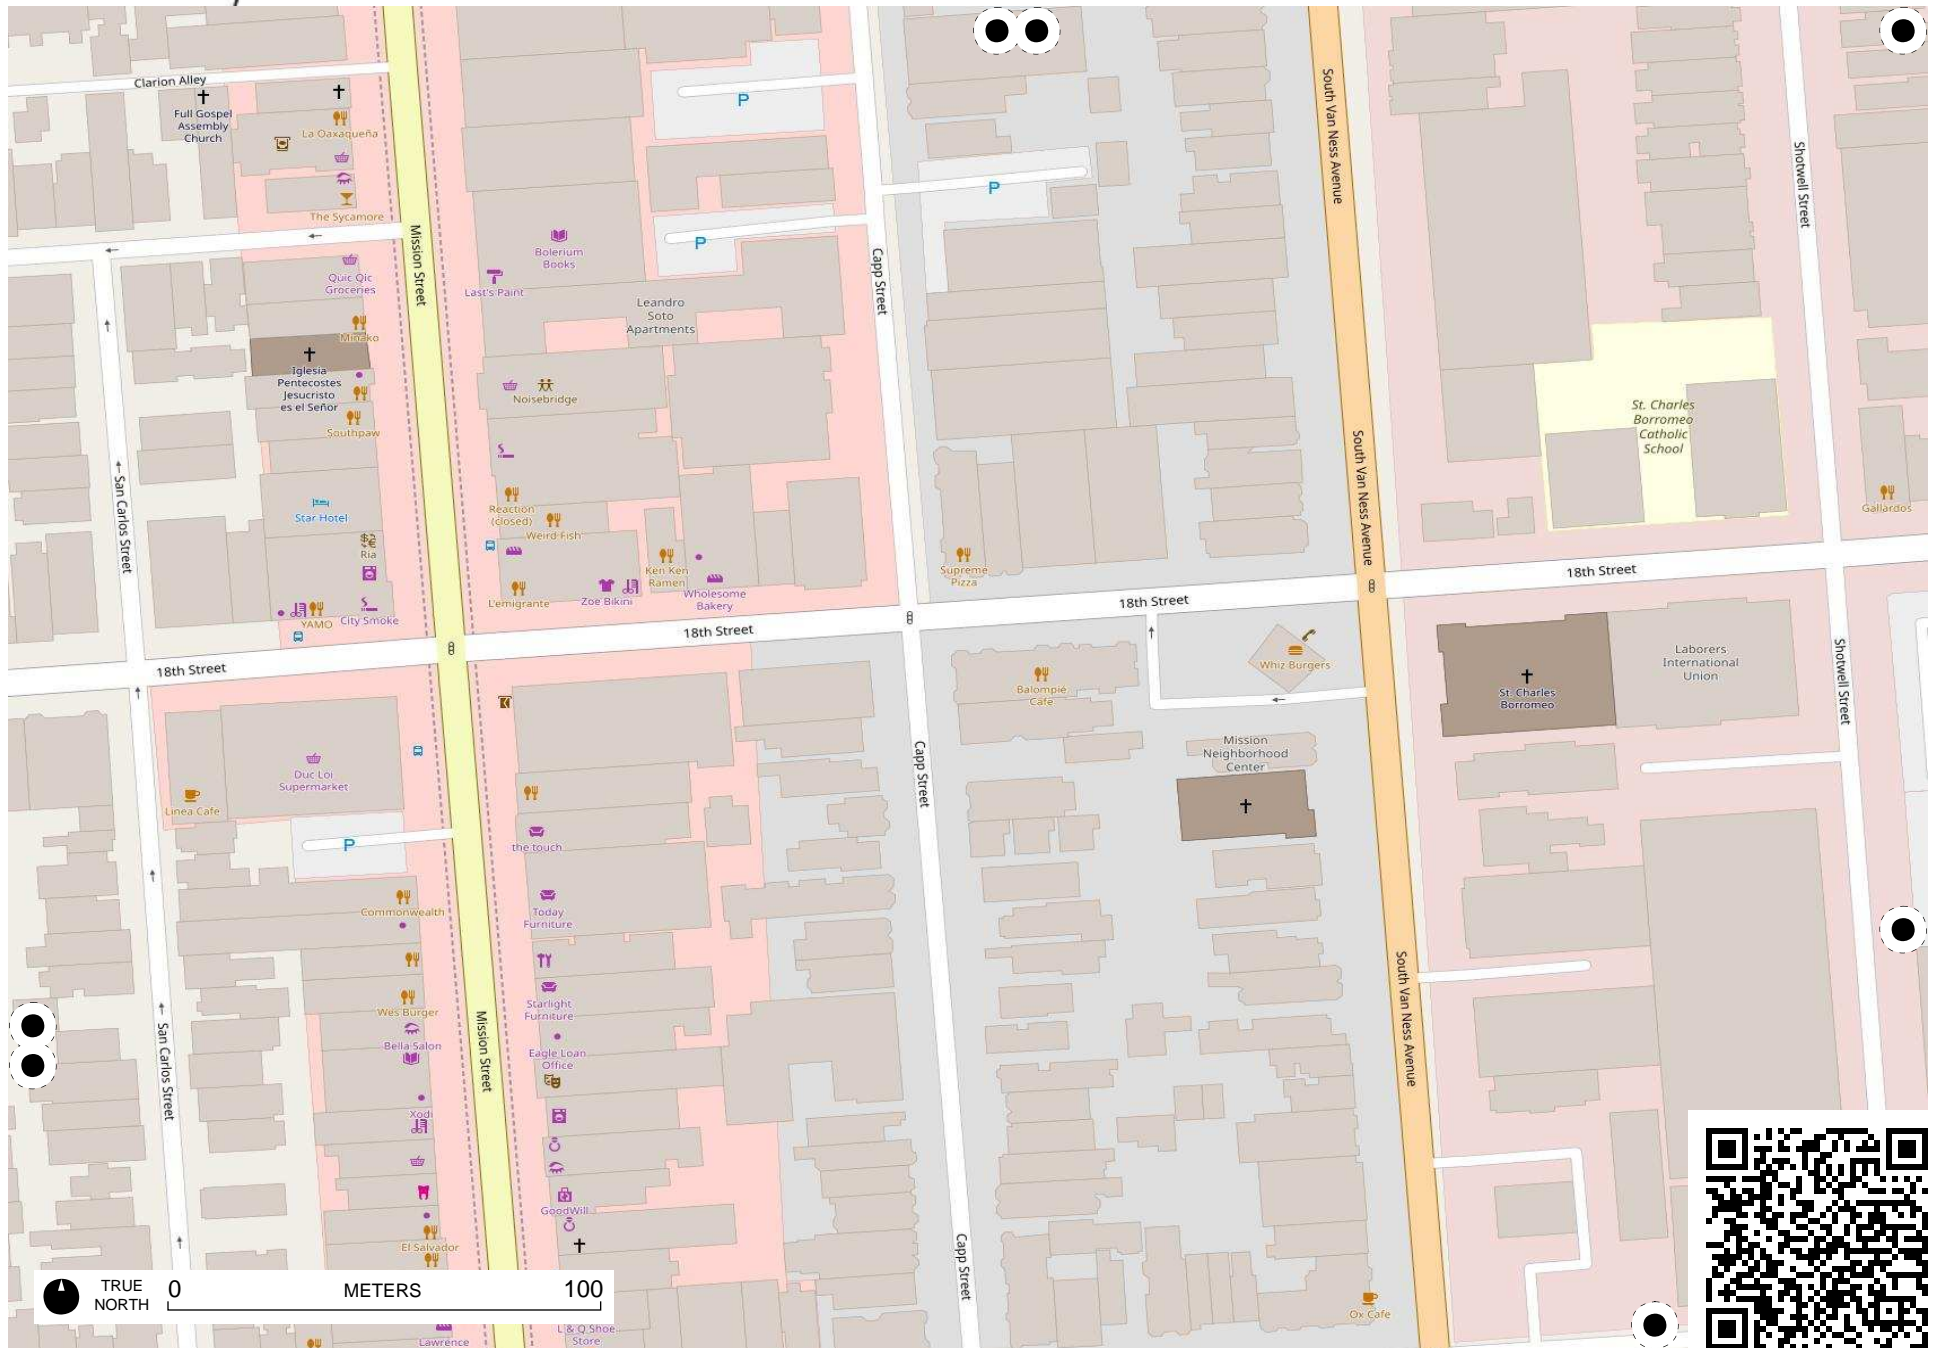 Clarion Alley
Full Gospel
Assembly
Church
La Oaxaqueña
The Sycamore
Mission Street
Quic Qic
Groceries
Minako
Iglesia
Pentecostes
Jesucristo
es el Señor
Southpaw
Star Hotel
Ria
YAMO
City Smoke
San Carlos Street
P
P
P
Bolerium
Books
Last's Paint
Leandro
Soto
Apartments
Noisebridge
Reaction
(closed)
Weird Fish
L'emigrante
Zoe Bikini
Ken Ken
Ramen
Wholesome
Bakery
Capp Street
Supreme
Pizza
South Van Ness Avenue
South Van Ness Avenue
Shotwell Street
St. Charles
Borromeo
Catholic
School
Gallardos
18th Street
18th Street
18th Street
18th Street
Whiz Burgers
Balompié
Cafe
Mission
Neighborhood
Center
St. Charles
Borromeo
Laborers
International
Union
Shotwell Street
Duc Loi
Supermarket
Linea Cafe
P
the touch
Capp Street
Commonwealth
Today
Furniture
Wes Burger
Bella Salon
Starlight
Furniture
Mission Street
San Carlos Street
South Van Ness Avenue
Eagle Loan
Office
Xodi
GoodWill
El Salvador
Capp Street
Ox Cafe
TRUE
NORTH
0 METERS 100
Lawrence
L & Q Shoe
Store